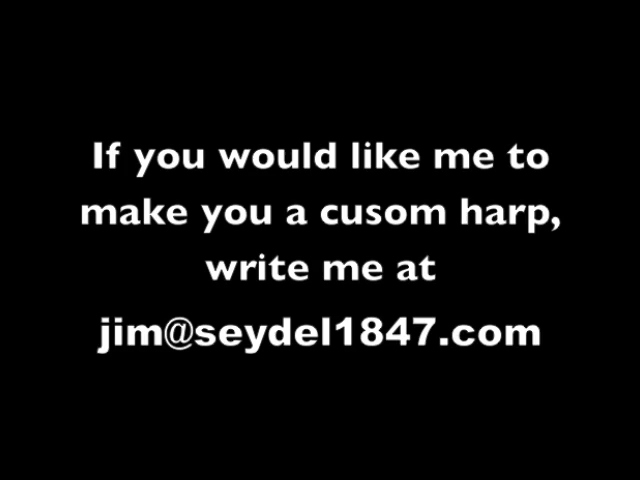 If you would like me to
make you a cusom harp,
write me at
jim@seydel1847.com